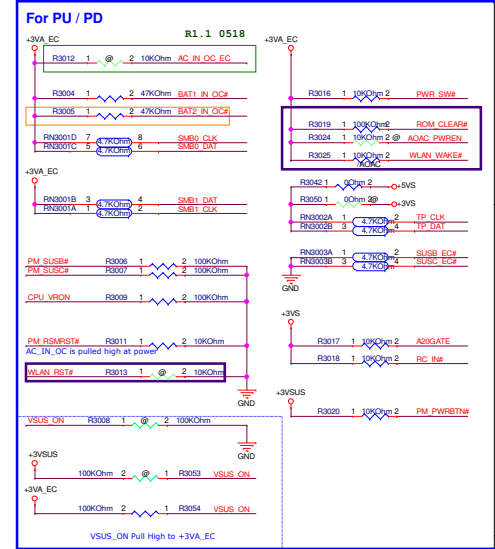 For PU / PD
R1.1 0518
+3VA_EC
R3012 1 @ 2 10KOhm AC_IN_OC_EC
R3004 1 2 47KOhm BAT1_IN_OC#
R3005 1 2 47KOhm BAT2_IN_OC#
RN3001D 7 4.7KOhm 8 SMB0_CLK
RN3001C 5 4.7KOhm 6 SMB0_DAT
+3VA_EC
RN3001B 3 4.7KOhm 4 SMB1_DAT
RN3001A 1 4.7KOhm 2 SMB1_CLK
PM_SUSB# R3006 1 2 100KOhm
PM_SUSC# R3007 1 2 100KOhm
CPU_VRON R3009 1 2 100KOhm
PM_RSMRST# R3011 1 2 10KOhm
AC_IN_OC is pulled high at power
WLAN_RST# R3013 1 @ 2 10KOhm
GND
VSUS_ON R3008 1 @ 2 100KOhm
GND
+3VSUS
100KOhm 2 @ 1 R3053 VSUS_ON
+3VA_EC
100KOhm 2 1 R3054 VSUS_ON
VSUS_ON Pull High to +3VA_EC
+3VA_EC
R3016 1 10KOhm 2 PWR_SW#
R3019 1 100KOhm 2 ROM_CLEAR#
R3024 1 10KOhm 2 @ AOAC_PWREN
R3025 1 10KOhm 2 WLAN_WAKE#
/AOAC
R3042 1 0Ohm 2 +5VS
R3050 1 0Ohm 2 @ +3VS
RN3002A 1 4.7KOhm 2 TP_CLK
RN3002B 3 4.7KOhm 4 TP_DAT
RN3003A 1 4.7KOhm 2 SUSB_EC#
RN3003B 3 4.7KOhm 4 SUSC_EC#
GND
+3VS
R3017 1 10KOhm 2 A20GATE
R3018 1 10KOhm 2 RC_IN#
+3VSUS
R3020 1 10KOhm 2 PM_PWRBTN#